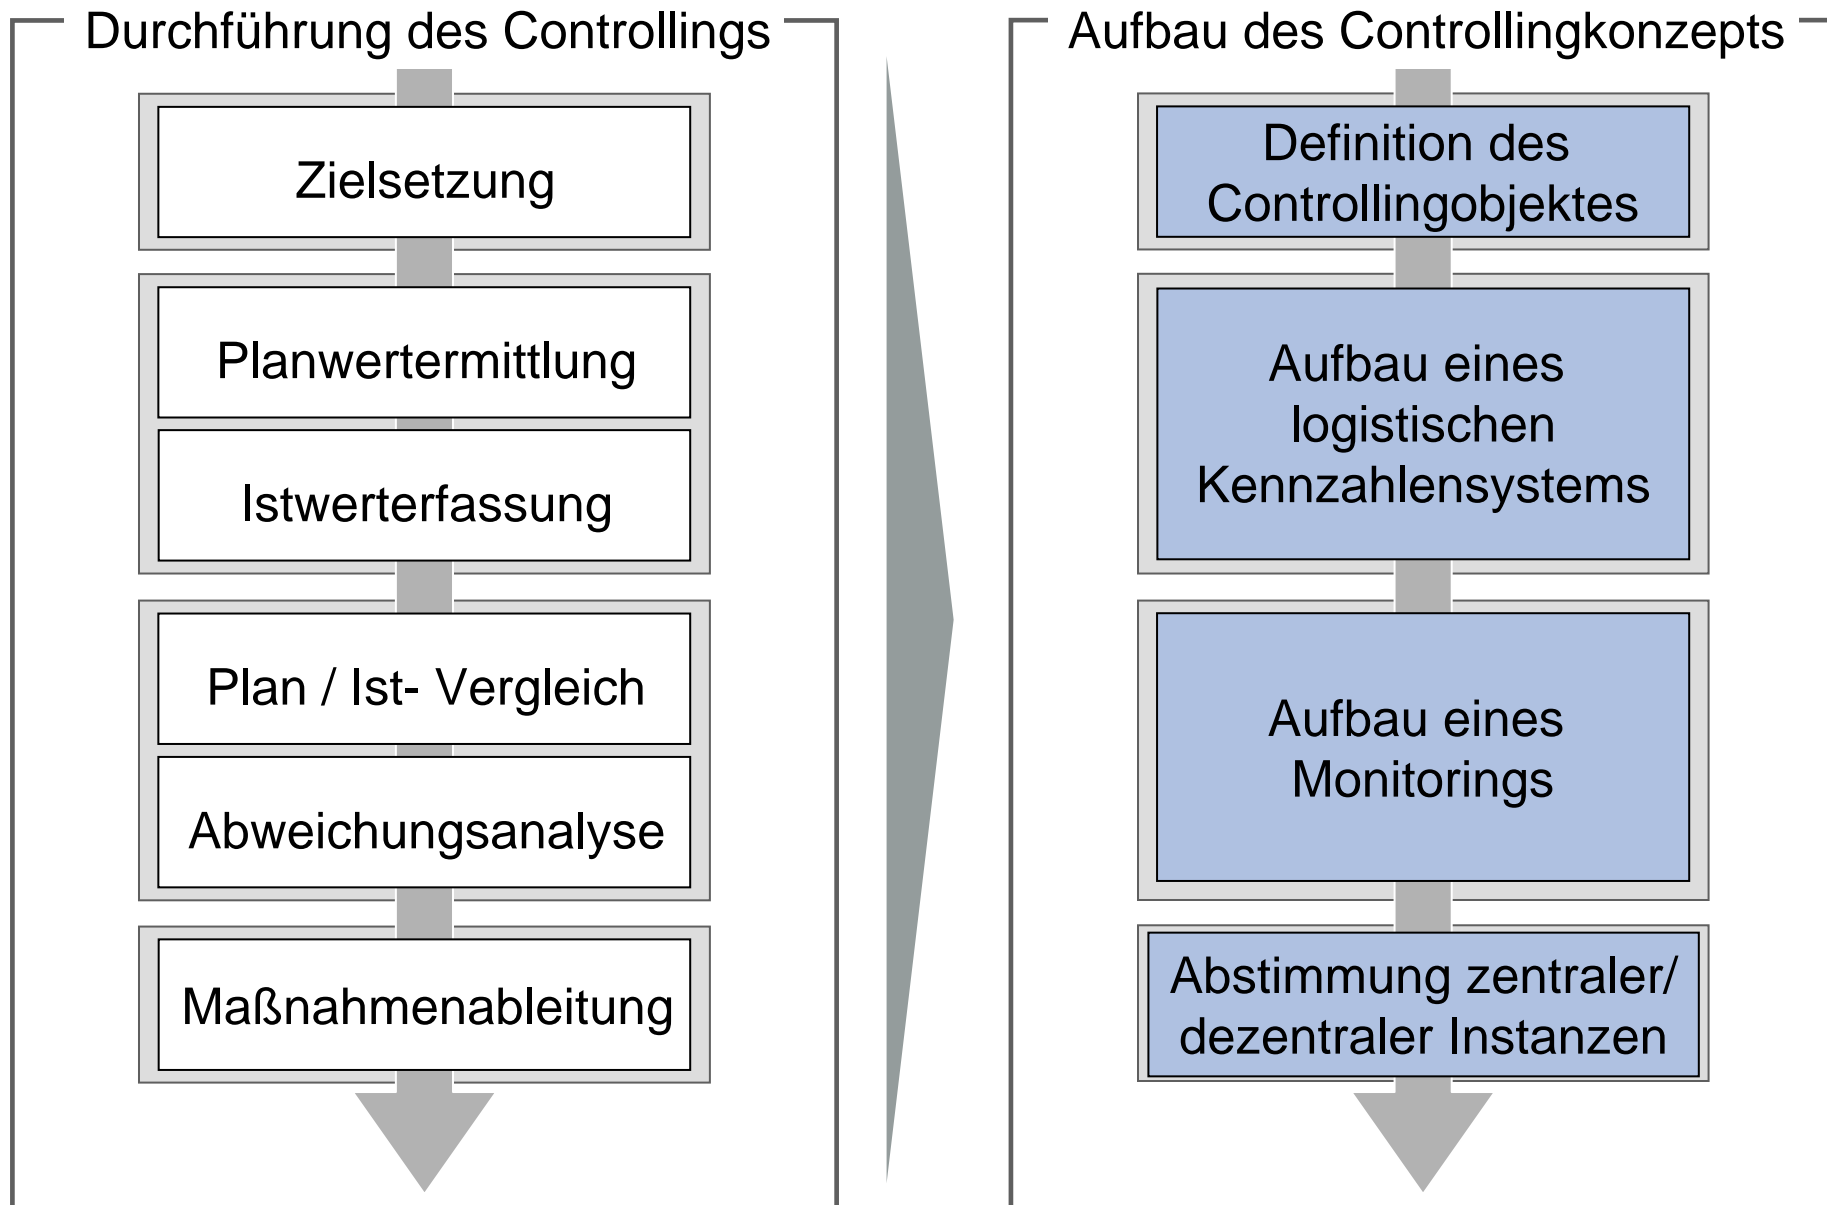 Durchführung des Controllings
Zielsetzung
Planwertermittlung
Istwerterfassung
Plan / Ist- Vergleich
Abweichungsanalyse
Maßnahmenableitung
Aufbau des Controllingkonzepts
Definition des
Controllingobjektes
Aufbau eines
logistischen
Kennzahlensystems
Aufbau eines
Monitorings
Abstimmung zentraler/
dezentraler Instanzen